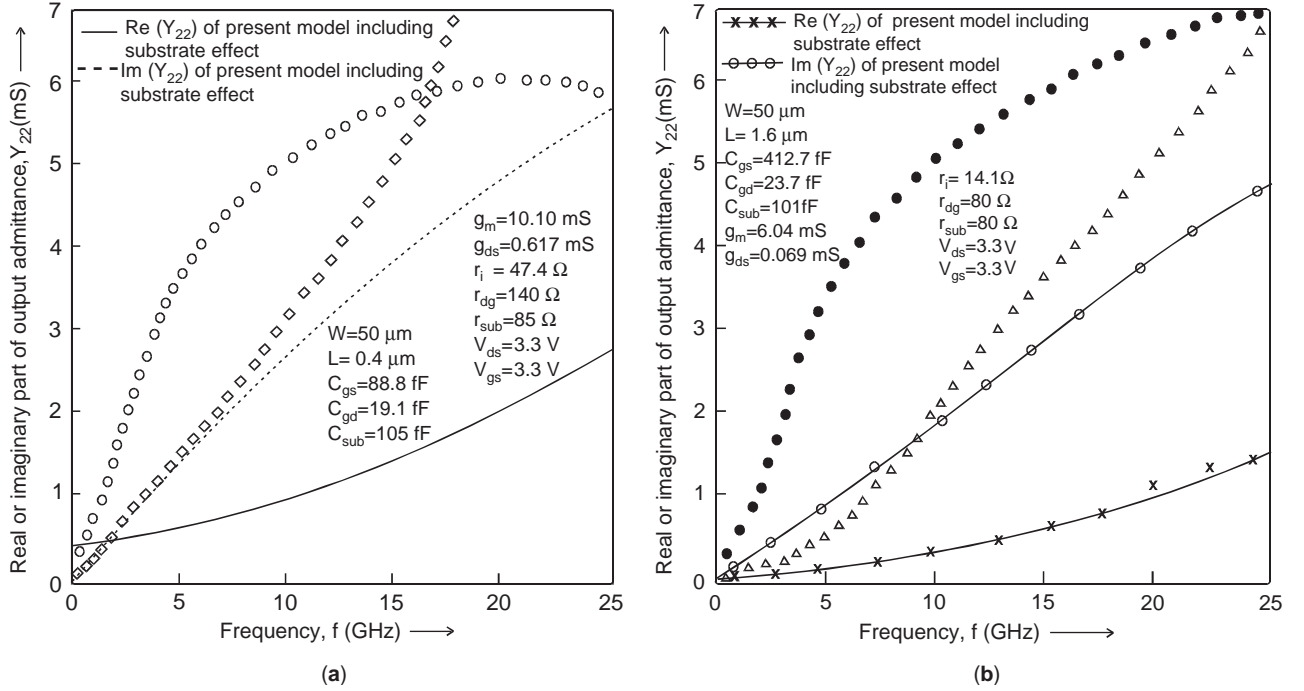 Real or imaginary part of output admittance,Y22(mS)
7
6
5
4
3
2
1
0
Re (Y22) of present model including
substrate effect
Im (Y22) of present model including
substrate effect
gm=10.10 mS
gds=0.617 mS
ri = 47.4 Ω
rdg=140 Ω
rsub=85 Ω
Vds=3.3 V
Vgs=3.3 V
W=50 μm
L= 0.4 μm
Cgs=88.8 fF
Cgd=19.1 fF
Csub=105 fF
0 5 10 15 20 25
Frequency, f (GHz)
(a)
Real or imaginary part of output admittance, Y22(mS)
7
6
5
4
3
2
1
0
Re (Y22) of present model including
substrate effect
Im (Y22) of present model
including substrate effect
W=50 μm
L= 1.6 μm
Cgs=412.7 fF
Cgd=23.7 fF
Csub=101fF
gm=6.04 mS
gds=0.069 mS
ri= 14.1Ω
rdg=80 Ω
rsub=80 Ω
Vds=3.3 V
Vgs=3.3 V
0 5 10 15 20 25
Frequency, f (GHz)
(b)